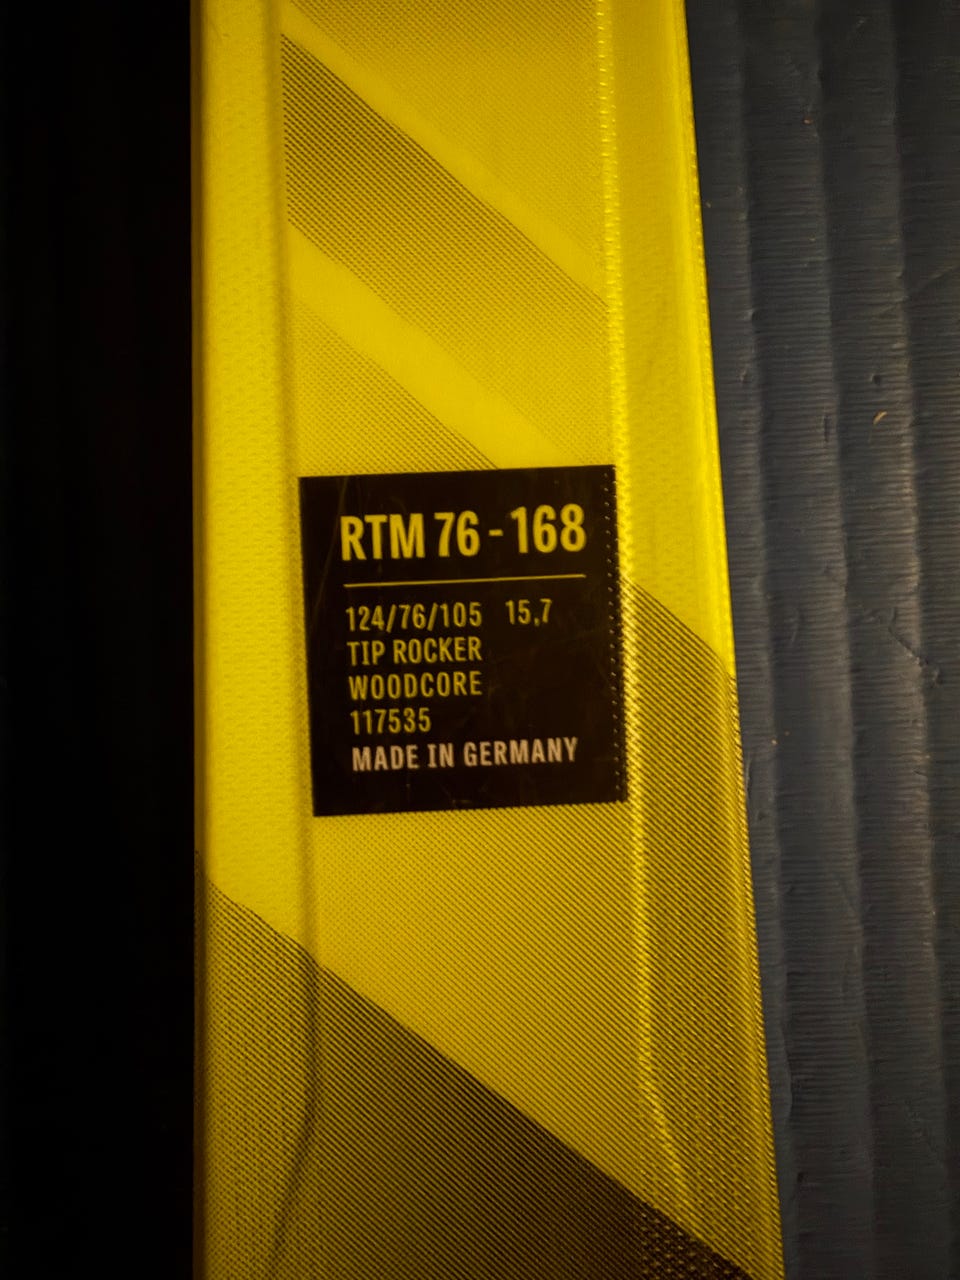 RTM 76 - 168
124/76/105 15,7
TIP ROCKER
WOODCORE
117535
MADE IN GERMANY